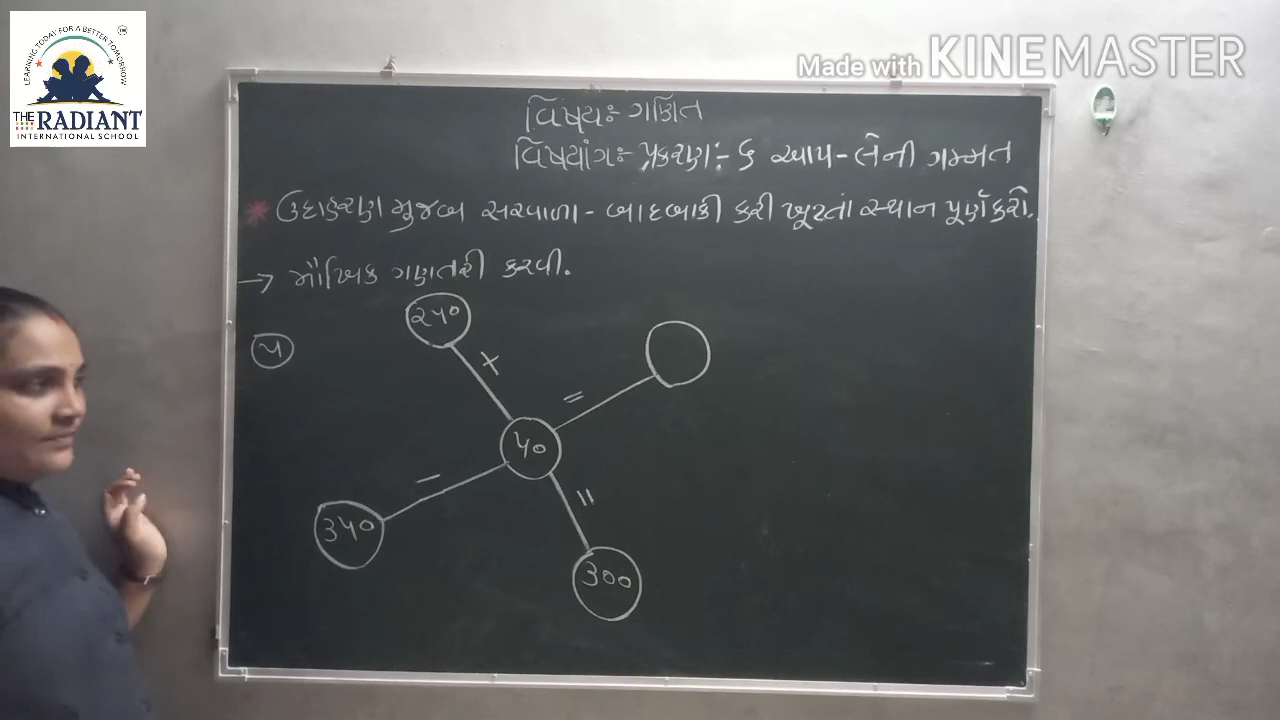 LEARNING TODAY FOR A BETTER TOMORROW
THE RADIANT
INTERNATIONAL SCHOOL
Made with KINEMASTER
વિષય:- ગણિત
વિષયાંગ:- પ્રકરણ:- ૬ આપ-લેની ગમ્મત
* ઉદાહરણ મુજબ સરવાળા - બાદબાકી કરી ખૂટતાં સ્થાન પૂર્ણ કરો.
→ મૌખિક ગણતરી કરવી.
૫
૨૫૦
+
=
૫૦
-
=
૩૫૦
૩૦૦